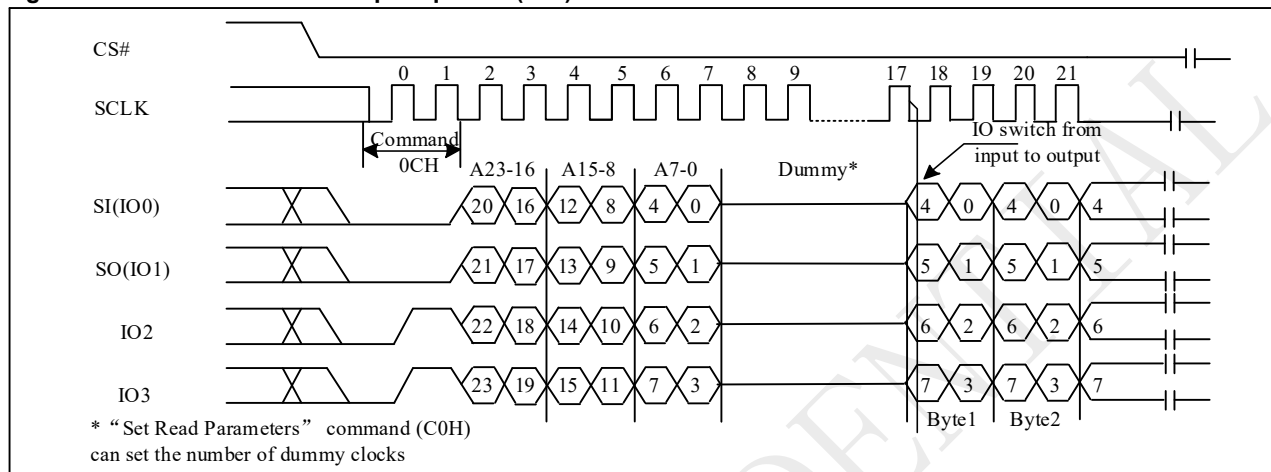 CS#
0 1 2 3 4 5 6 7 8 9 17 18 19 20 21
SCLK
Command
0CH
IO switch from
input to output
A23-16 A15-8 A7-0 Dummy*
SI(IO0) 20 16 12 8 4 0 4 0 4 0 4
SO(IO1) 21 17 13 9 5 1 5 1 5 1 5
IO2 22 18 14 10 6 2 6 2 6 2 6
IO3 23 19 15 11 7 3 7 3 7 3 7
Byte1 Byte2
* “Set Read Parameters” command (C0H)
can set the number of dummy clocks